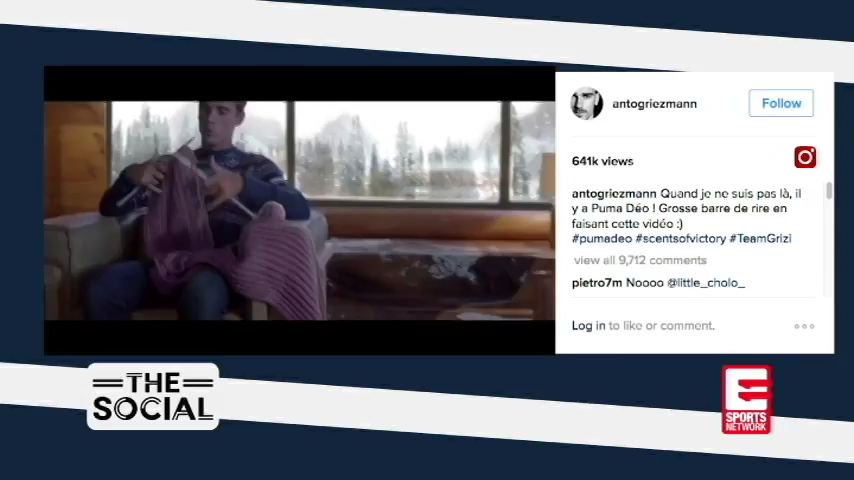 antogriezmann
Follow
641k views
antogriezmann Quand je ne suis pas là, il
y a Puma Déo ! Grosse barre de rire en
faisant cette vidéo :)
#pumadeo #scentsofvictory #TeamGrizi
view all 9,712 comments
pietro7m Noooo @little_cholo_
Log in to like or comment.
THE
SOCIAL
E
SPORTS
NETWORK